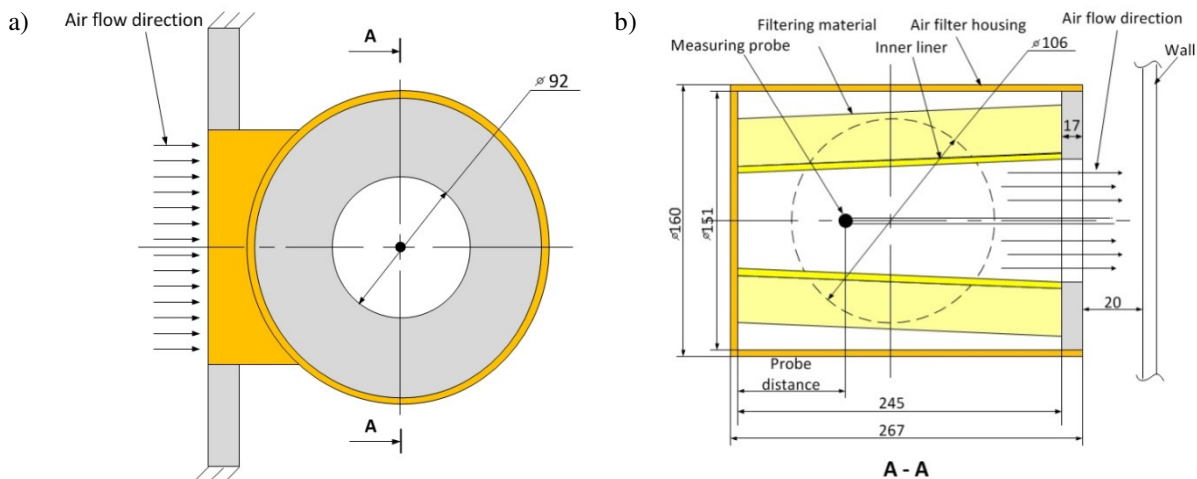 a)
Air flow direction
A
⌀ 92
A
b)
Filtering material
Air filter housing
Air flow direction
Measuring probe
Inner liner
⌀106
Wall
17
⌀160
⌀151
20
Probe
distance
245
267
A - A